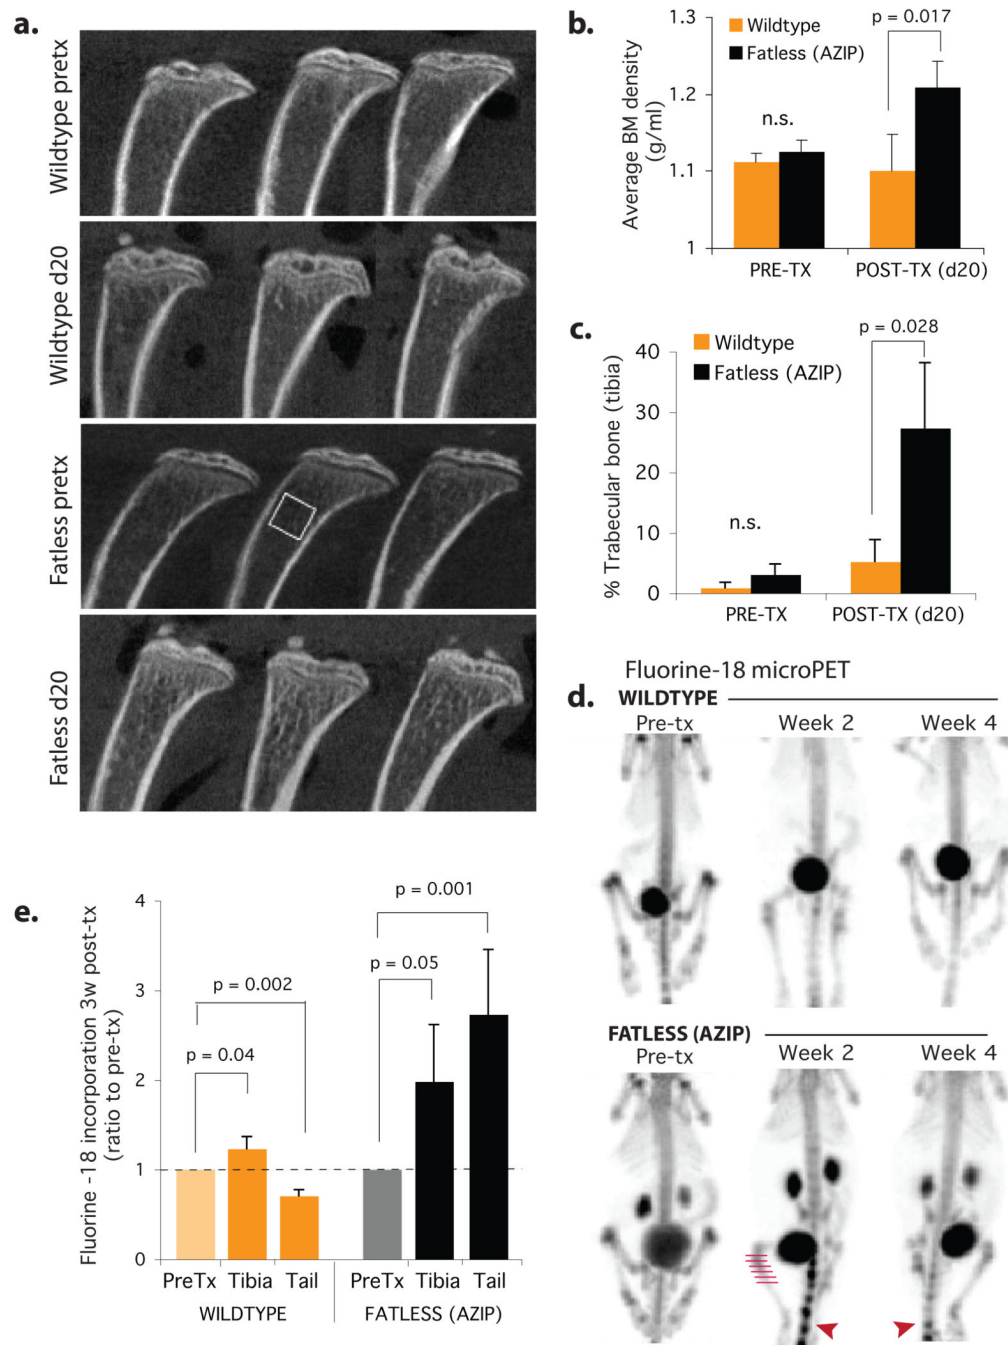 a.
Wildtype pretx
Wildtype d20
Fatless pretx
Fatless d20
b.
Wildtype
Fatless (AZIP)
p = 0.017
n.s.
Average BM density
(g/ml)
1.3
1.2
1.1
1
PRE-TX
POST-TX (d20)
c.
Wildtype
Fatless (AZIP)
p = 0.028
n.s.
% Trabecular bone (tibia)
40
30
20
10
0
PRE-TX
POST-TX (d20)
d.
Fluorine-18 microPET
WILDTYPE
Pre-tx
Week 2
Week 4
FATLESS (AZIP)
Pre-tx
Week 2
Week 4
e.
Fluorine -18 incorporation 3w post-tx
(ratio to pre-tx)
4
3
2
1
0
p = 0.04
p = 0.002
p = 0.05
p = 0.001
PreTx Tibia Tail
WILDTYPE
PreTx Tibia Tail
FATLESS (AZIP)